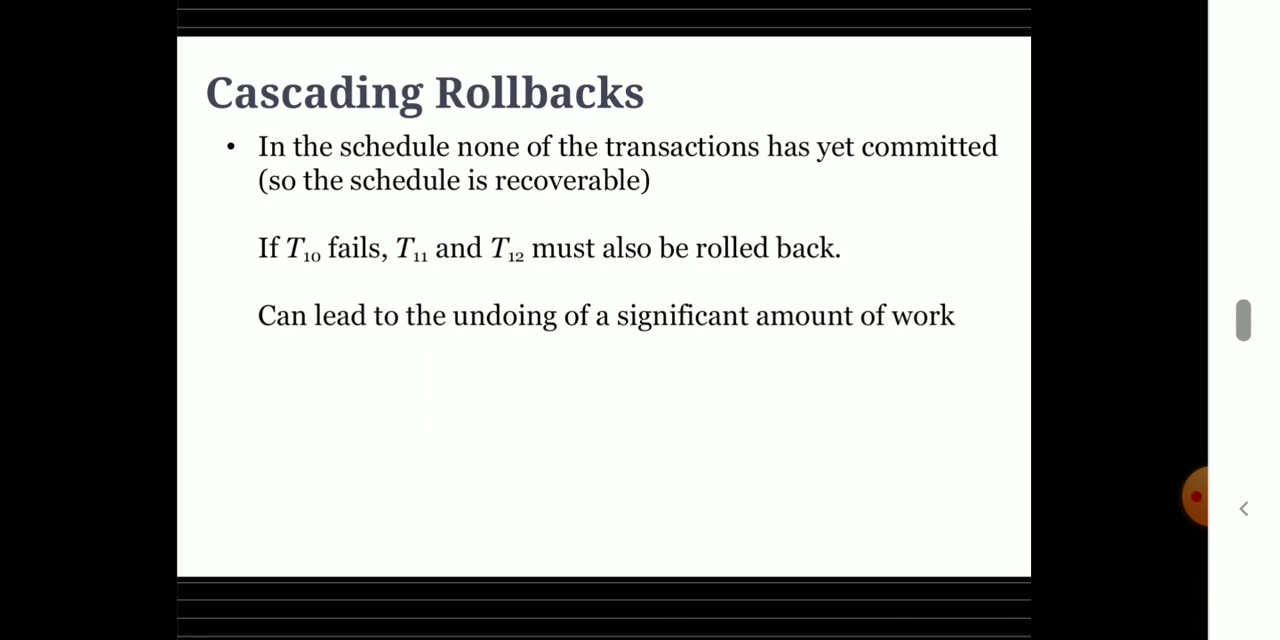 Cascading Rollbacks
• In the schedule none of the transactions has yet committed
(so the schedule is recoverable)
If T₁₀ fails, T₁₁ and T₁₂ must also be rolled back.
Can lead to the undoing of a significant amount of work